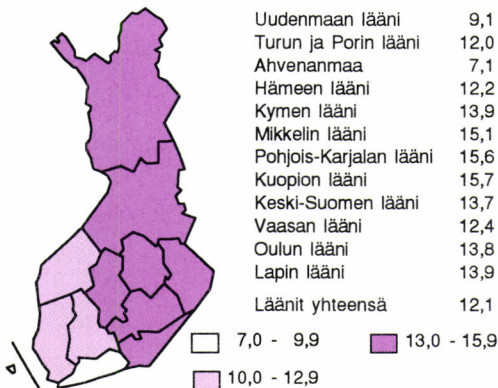 Uudenmaan lääni 9,1
Turun ja Porin lääni 12,0
Ahvenanmaa 7,1
Hämeen lääni 12,2
Kymen lääni 13,9
Mikkelin lääni 15,1
Pohjois-Karjalan lääni 15,6
Kuopion lääni 15,7
Keski-Suomen lääni 13,7
Vaasan lääni 12,4
Oulun lääni 13,8
Lapin lääni 13,9
Läänit yhteensä 12,1
7,0 - 9,9 13,0 - 15,9
10,0 - 12,9